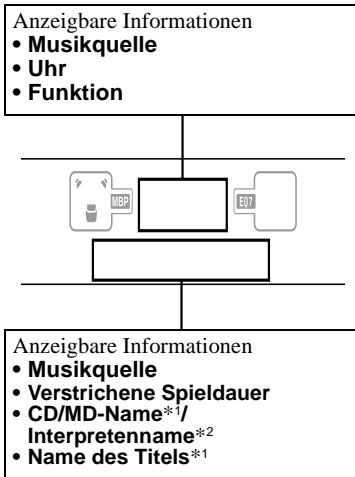 Anzeigbare Informationen
• Musikquelle
• Uhr
• Funktion
MBP
EQ7
Anzeigbare Informationen
• Musikquelle
• Verstrichene Spieldauer
• CD/MD-Name*1/
Interpretenname*2
• Name des Titels*1